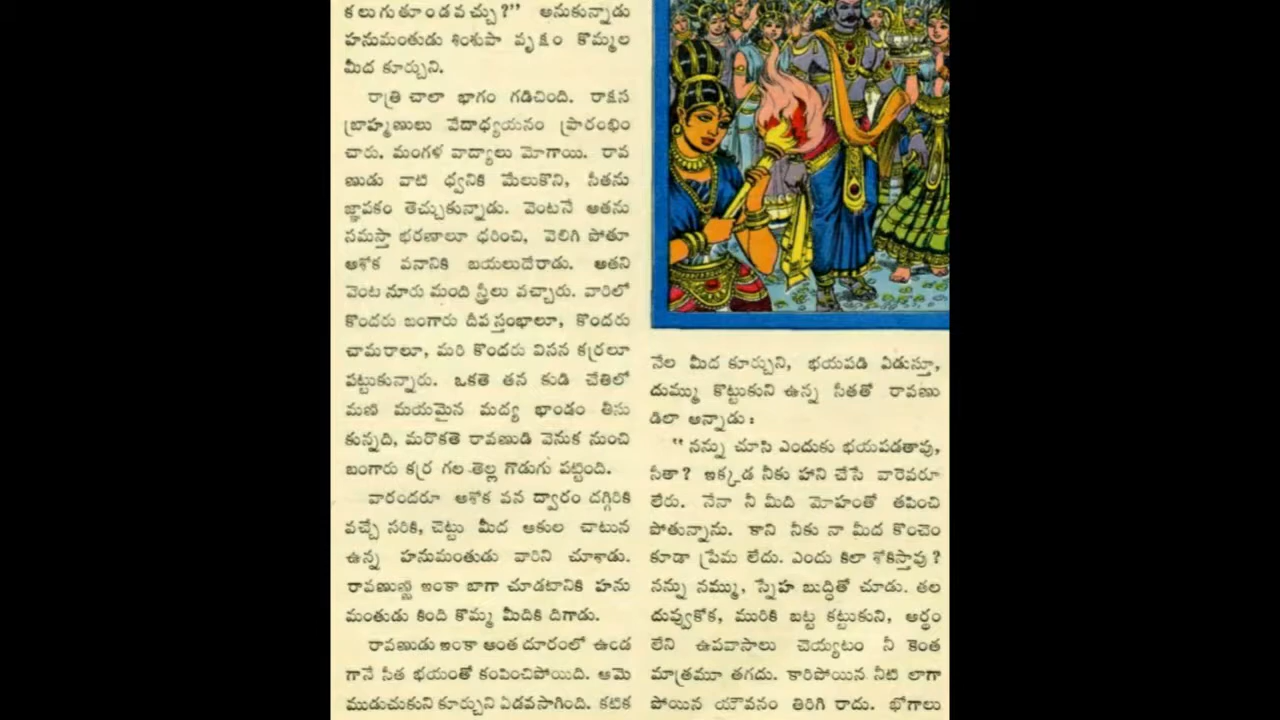 కలుగుతూండవచ్చు?" అనుకున్నాడు
హనుమంతుడు శింశుపా వృక్షం కొమ్మల
మీద కూర్చుని.
రాత్రి చాలా భాగం గడిచింది. రాక్షస
బ్రాహ్మణులు వేదాధ్యయనం ప్రారంభిం
చారు. మంగళ వాద్యాలు మోగాయి. రావ
ణుడు వాటి ధ్వనికి మేలుకొని, సీతను
జ్ఞాపకం తెచ్చుకున్నాడు. వెంటనే అతను
సమస్తా భరణాలూ ధరించి, వెలిగి పోతూ
అశోక వనానికి బయలుదేరాడు. అతని
వెంట నూరు మంది స్త్రీలు వచ్చారు. వారిలో
కొందరు బంగారు దీప స్తంభాలూ, కొందరు
చామరాలూ, మరి కొందరు విసన కర్రలూ
పట్టుకున్నారు. ఒకతె తన కుడి చేతిలో
మణి మయమైన మద్య భాండం తీసు
కున్నది, మరొకతె రావణుడి వెనుక నుంచి
బంగారు కర్ర గల తెల్ల గొడుగు పట్టింది.
వారందరూ అశోక వన ద్వారం దగ్గిరికి
వచ్చే సరికి, చెట్టు మీద ఆకుల చాటున
ఉన్న హనుమంతుడు వారిని చూశాడు.
రావణుణ్ణి ఇంకా బాగా చూడటానికి హను
మంతుడు కింది కొమ్మ మీదికి దిగాడు.
రావణుడు ఇంకా అంత దూరంలో ఉండ
గానే సీత భయంతో కంపించిపోయింది. ఆమె
ముడుచుకుని కూర్చుని ఏడవసాగింది. కటిక
నేల మీద కూర్చుని, భయపడి ఏడుస్తూ,
దుమ్ము కొట్టుకుని ఉన్న సీతతో రావణు
డిలా అన్నాడు :
"నన్ను చూసి ఎందుకు భయపడతావు,
సీతా? ఇక్కడ నీకు హాని చేసే వారెవరూ
లేరు. నేనా నీ మీది మోహంతో తపించి
పోతున్నాను. కాని నీకు నా మీద కొంచెం
కూడా ప్రేమ లేదు. ఎందు కిలా శోకిస్తావు ?
నన్ను నమ్ము, స్నేహ బుద్ధితో చూడు. తల
దువ్వుకోక, మురికి బట్ట కట్టుకుని, అర్థం
లేని ఉపవాసాలు చెయ్యటం నీ కెంత
మాత్రమూ తగదు. కారిపోయిన నీటి లాగా
పోయిన యౌవనం తిరిగి రాదు. భోగాలు